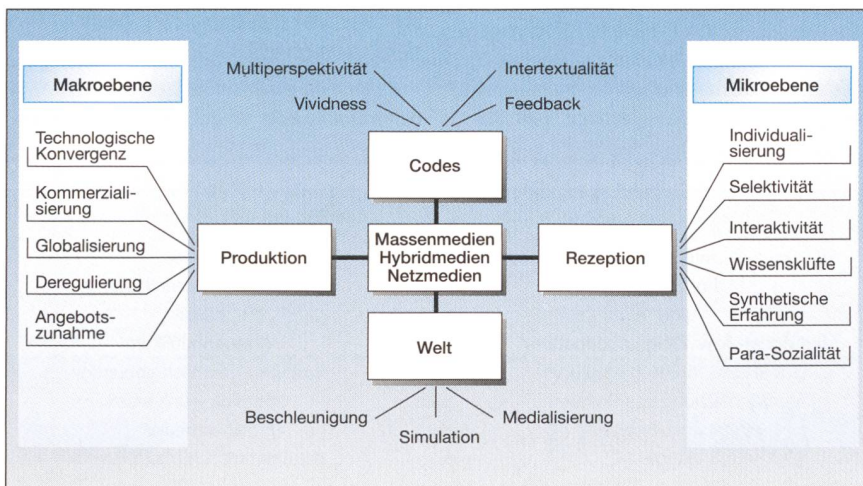 Makroebene
Technologische
Konvergenz
Kommerziali-
sierung
Globalisierung
Deregulierung
Angebots-
zunahme
Produktion
Multiperspektivität
Intertextualität
Vividness
Feedback
Codes
Massenmedien
Hybridmedien
Netzmedien
Welt
Beschleunigung
Simulation
Medialisierung
Rezeption
Mikroebene
Individuali-
sierung
Selektivität
Interaktivität
Wissensklüfte
Synthetische
Erfahrung
Para-Sozialität